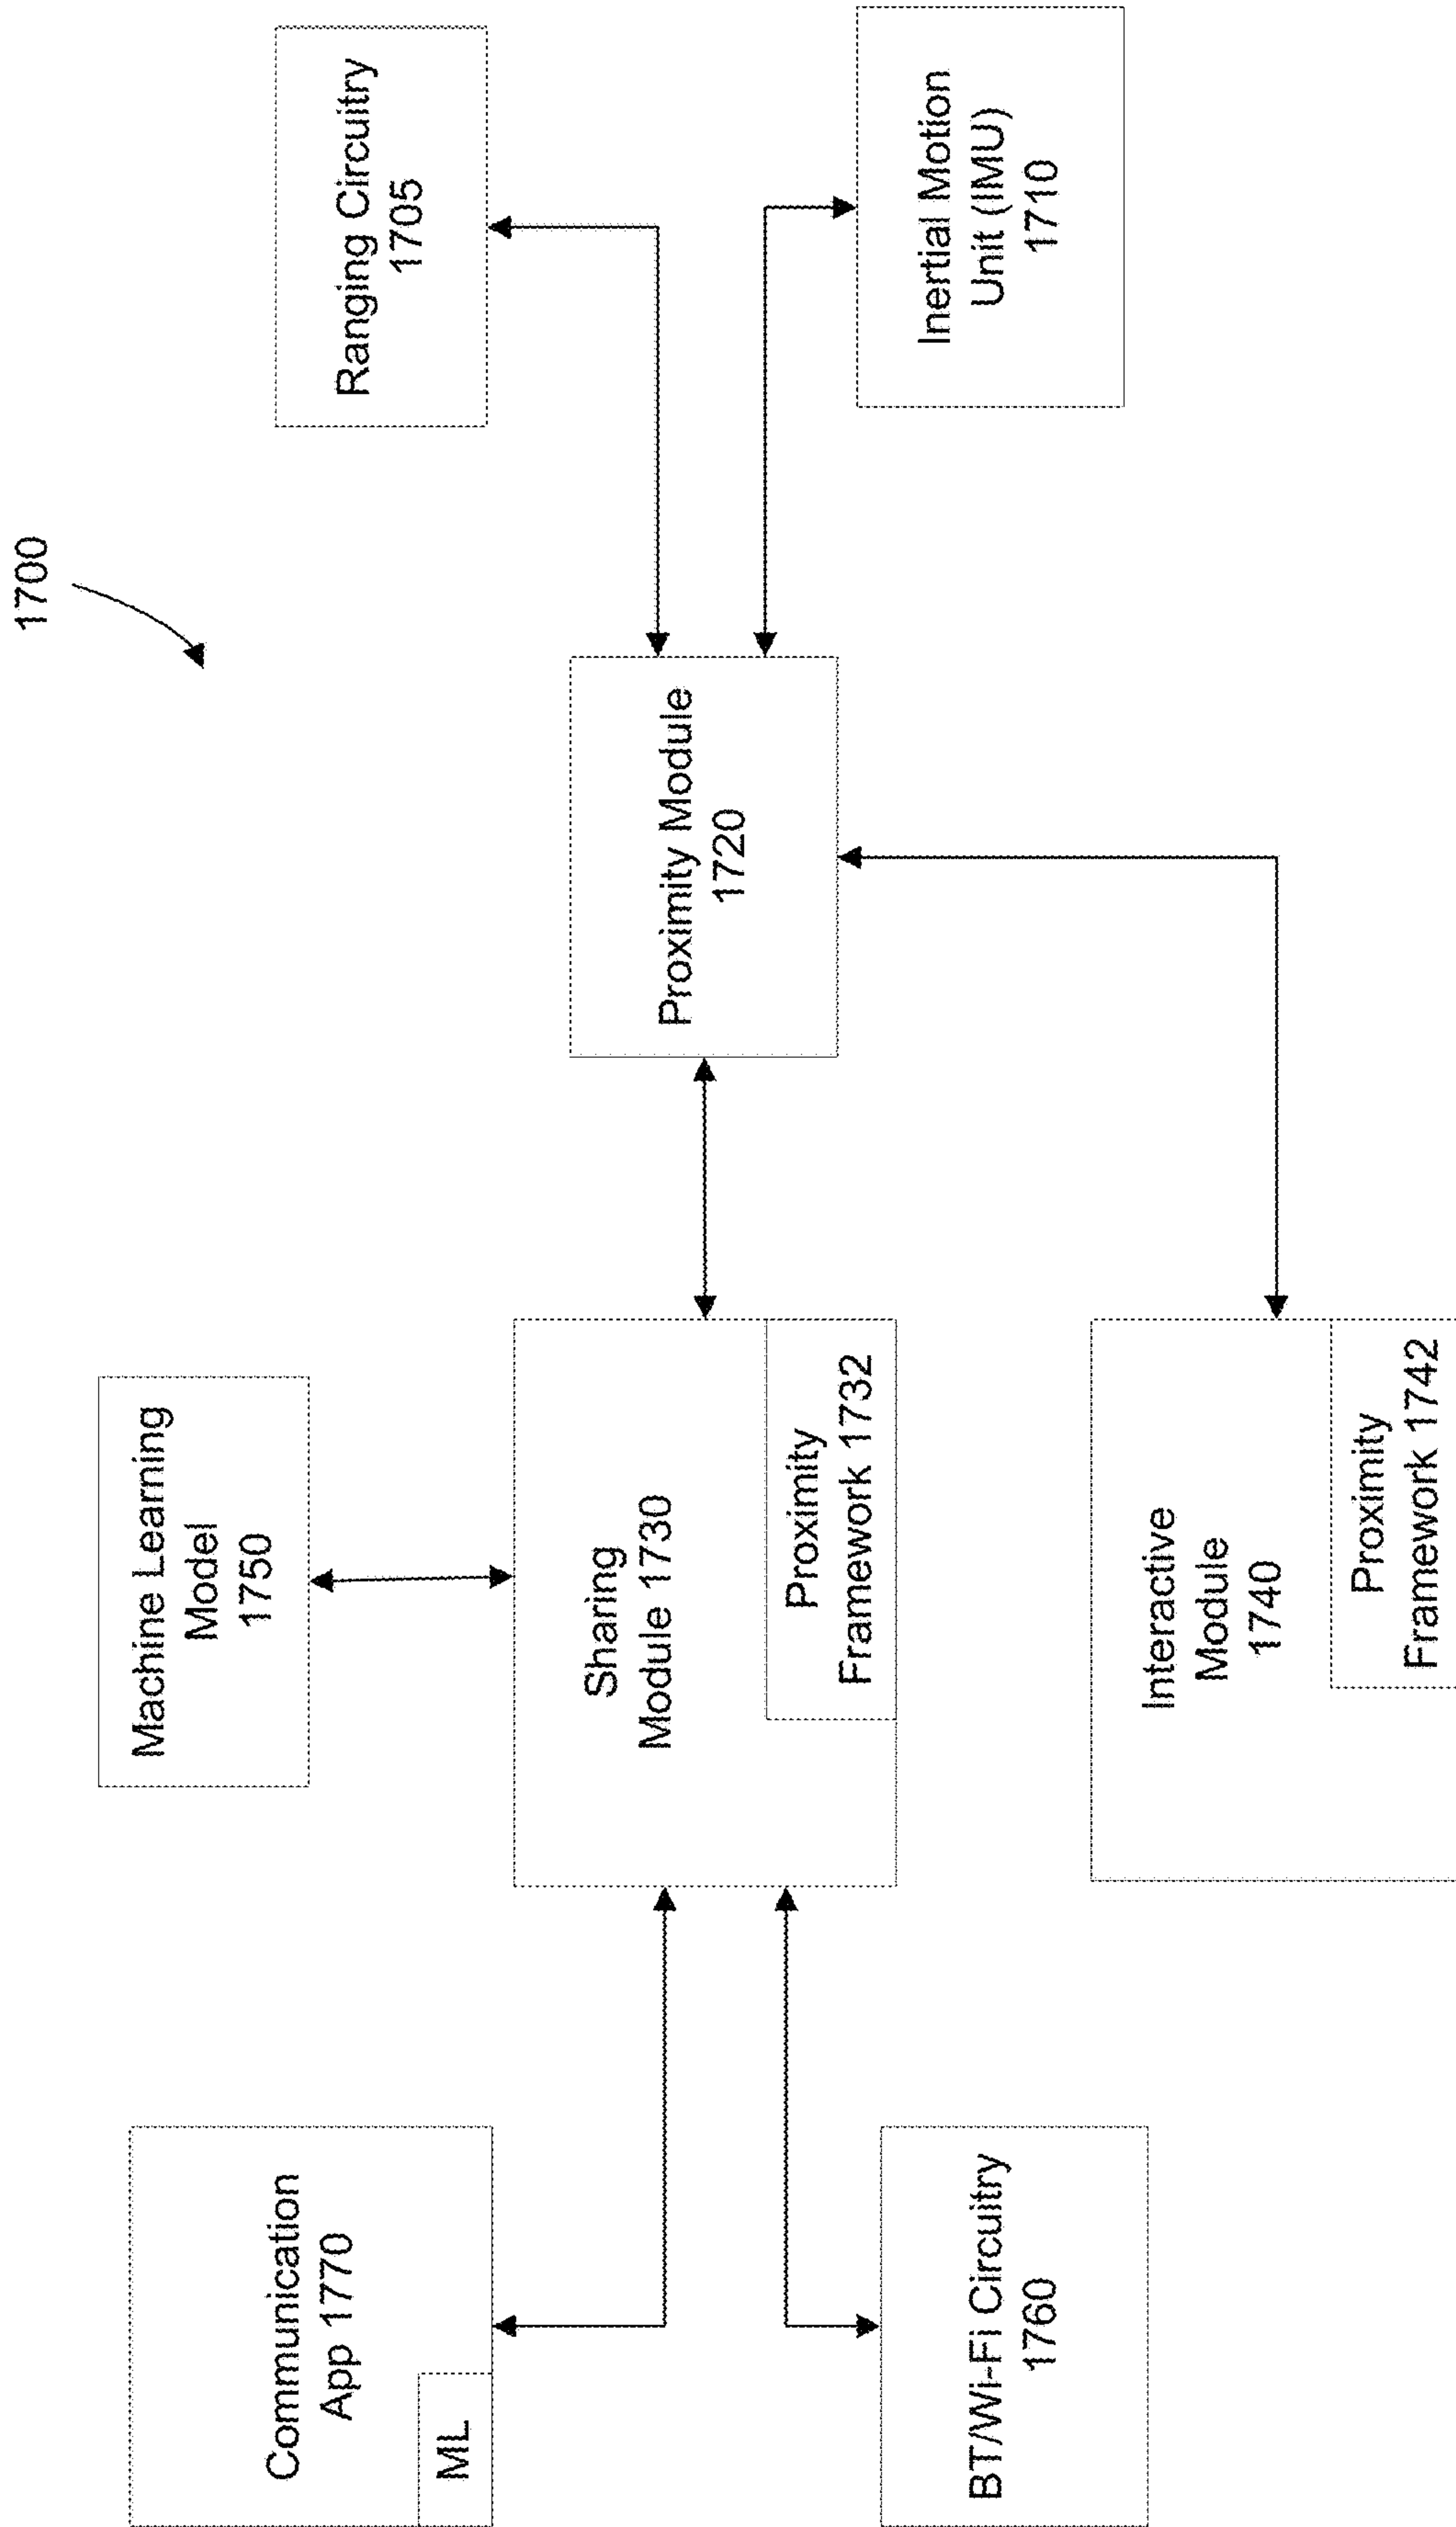 1700
Communication
App 1770
ML
Machine Learning
Model
1750
Ranging Circuitry
1705
Sharing
Module 1730
Proximity
Framework 1732
Proximity Module
1720
BT/Wi-Fi Circuitry
1760
Inertial Motion
Unit (IMU)
1710
Interactive
Module
1740
Proximity
Framework 1742